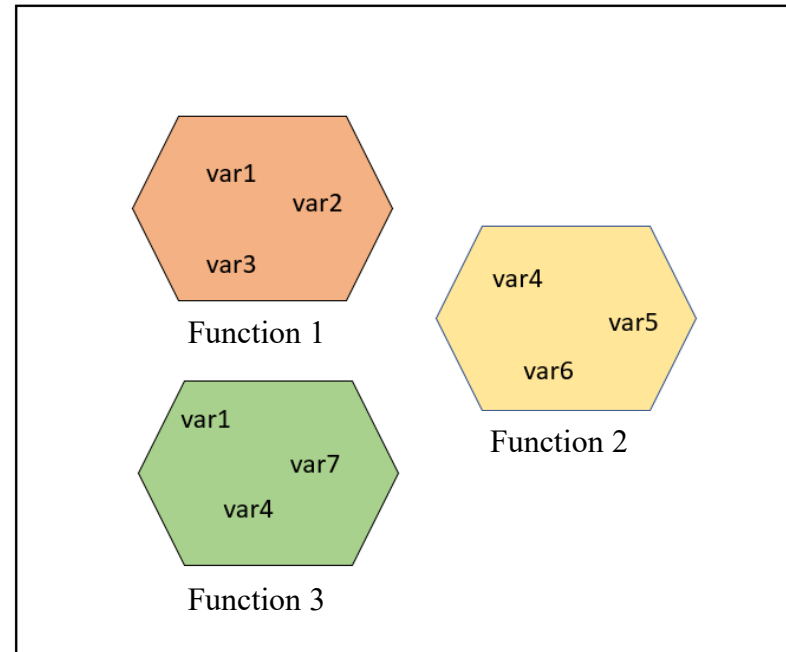 var1
var2
var3
Function 1
var4
var5
var6
Function 2
var1
var7
var4
Function 3